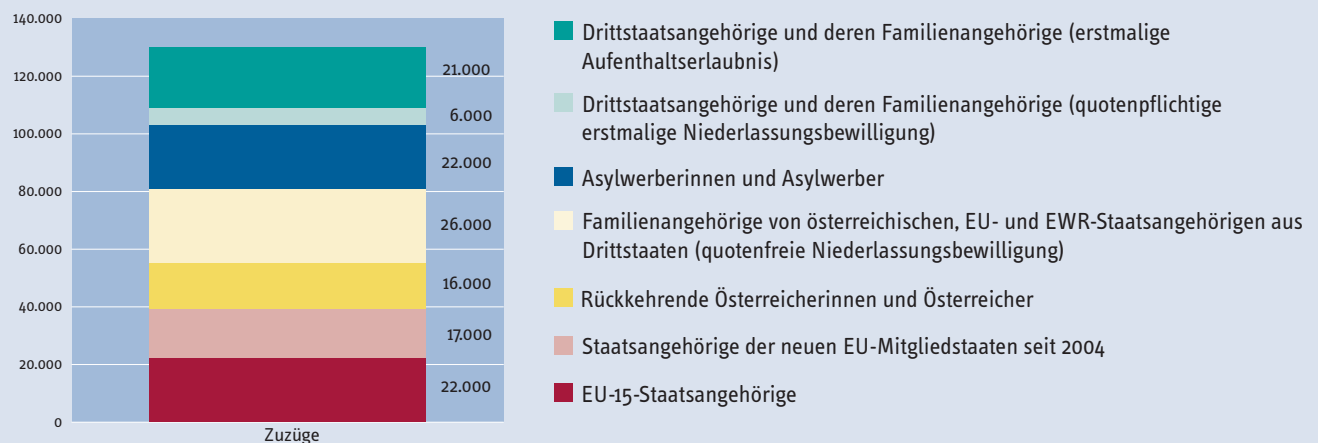 140.000
120.000
100.000
80.000
60.000
40.000
20.000
0
21.000
6.000
22.000
26.000
16.000
17.000
22.000
Zuzüge
Drittstaatsangehörige und deren Familienangehörige (erstmalige
Aufenthaltserlaubnis)
Drittstaatsangehörige und deren Familienangehörige (quotenpflichtige
erstmalige Niederlassungsbewilligung)
Asylwerberinnen und Asylwerber
Familienangehörige von österreichischen, EU- und EWR-Staatsangehörigen aus
Drittstaaten (quotenfreie Niederlassungsbewilligung)
Rückkehrende Österreicherinnen und Österreicher
Staatsangehörige der neuen EU-Mitgliedstaaten seit 2004
EU-15-Staatsangehörige